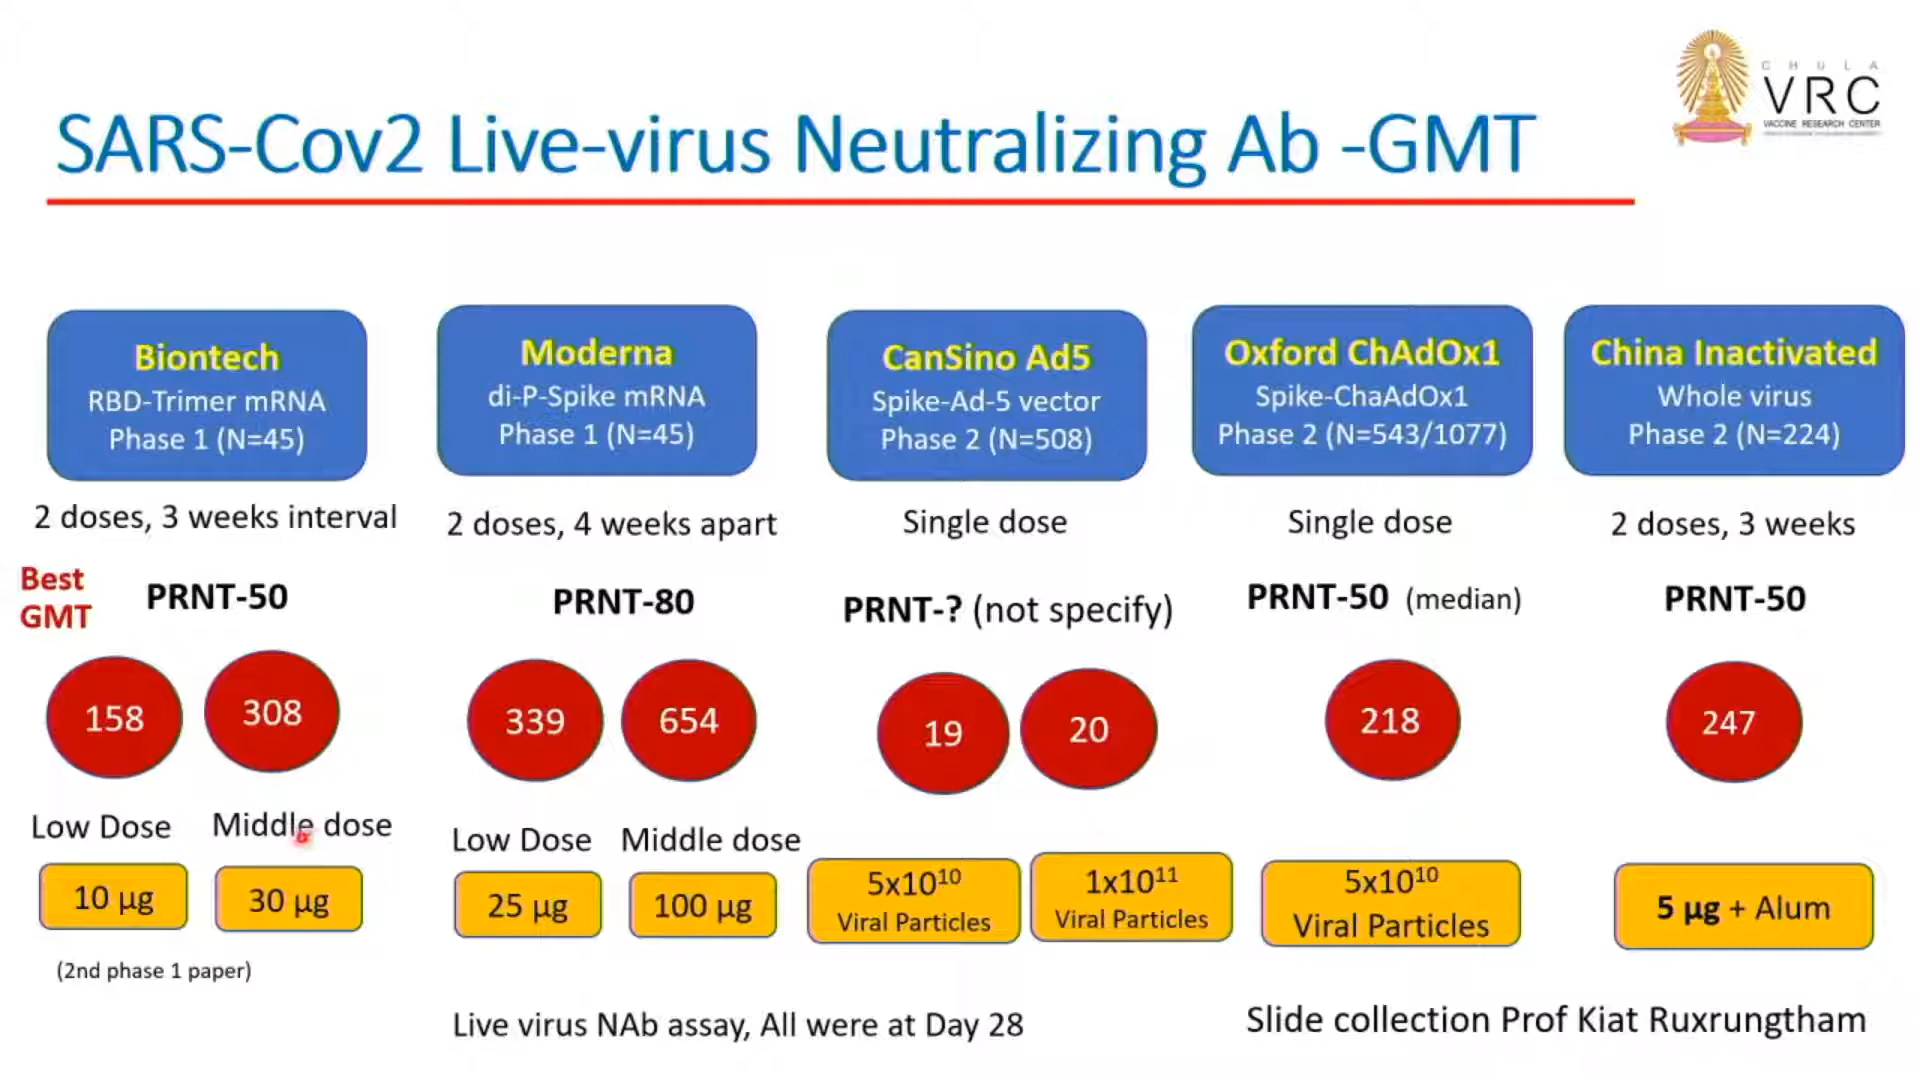 CHULA
VRC
VACCINE RESEARCH CENTER
SARS-Cov2 Live-virus Neutralizing Ab -GMT
Biontech
RBD-Trimer mRNA
Phase 1 (N=45)
Moderna
di-P-Spike mRNA
Phase 1 (N=45)
CanSino Ad5
Spike-Ad-5 vector
Phase 2 (N=508)
Oxford ChAdOx1
Spike-ChaAdOx1
Phase 2 (N=543/1077)
China Inactivated
Whole virus
Phase 2 (N=224)
2 doses, 3 weeks interval
2 doses, 4 weeks apart
Single dose
Single dose
2 doses, 3 weeks
Best
GMT
PRNT-50
PRNT-80
PRNT-? (not specify)
PRNT-50 (median)
PRNT-50
158
308
339
654
19
20
218
247
Low Dose
Middle dose
Low Dose
Middle dose
10 µg
30 µg
25 µg
100 µg
5x10¹⁰
Viral Particles
1x10¹¹
Viral Particles
5x10¹⁰
Viral Particles
5 µg + Alum
(2nd phase 1 paper)
Live virus NAb assay, All were at Day 28
Slide collection Prof Kiat Ruxrungtham